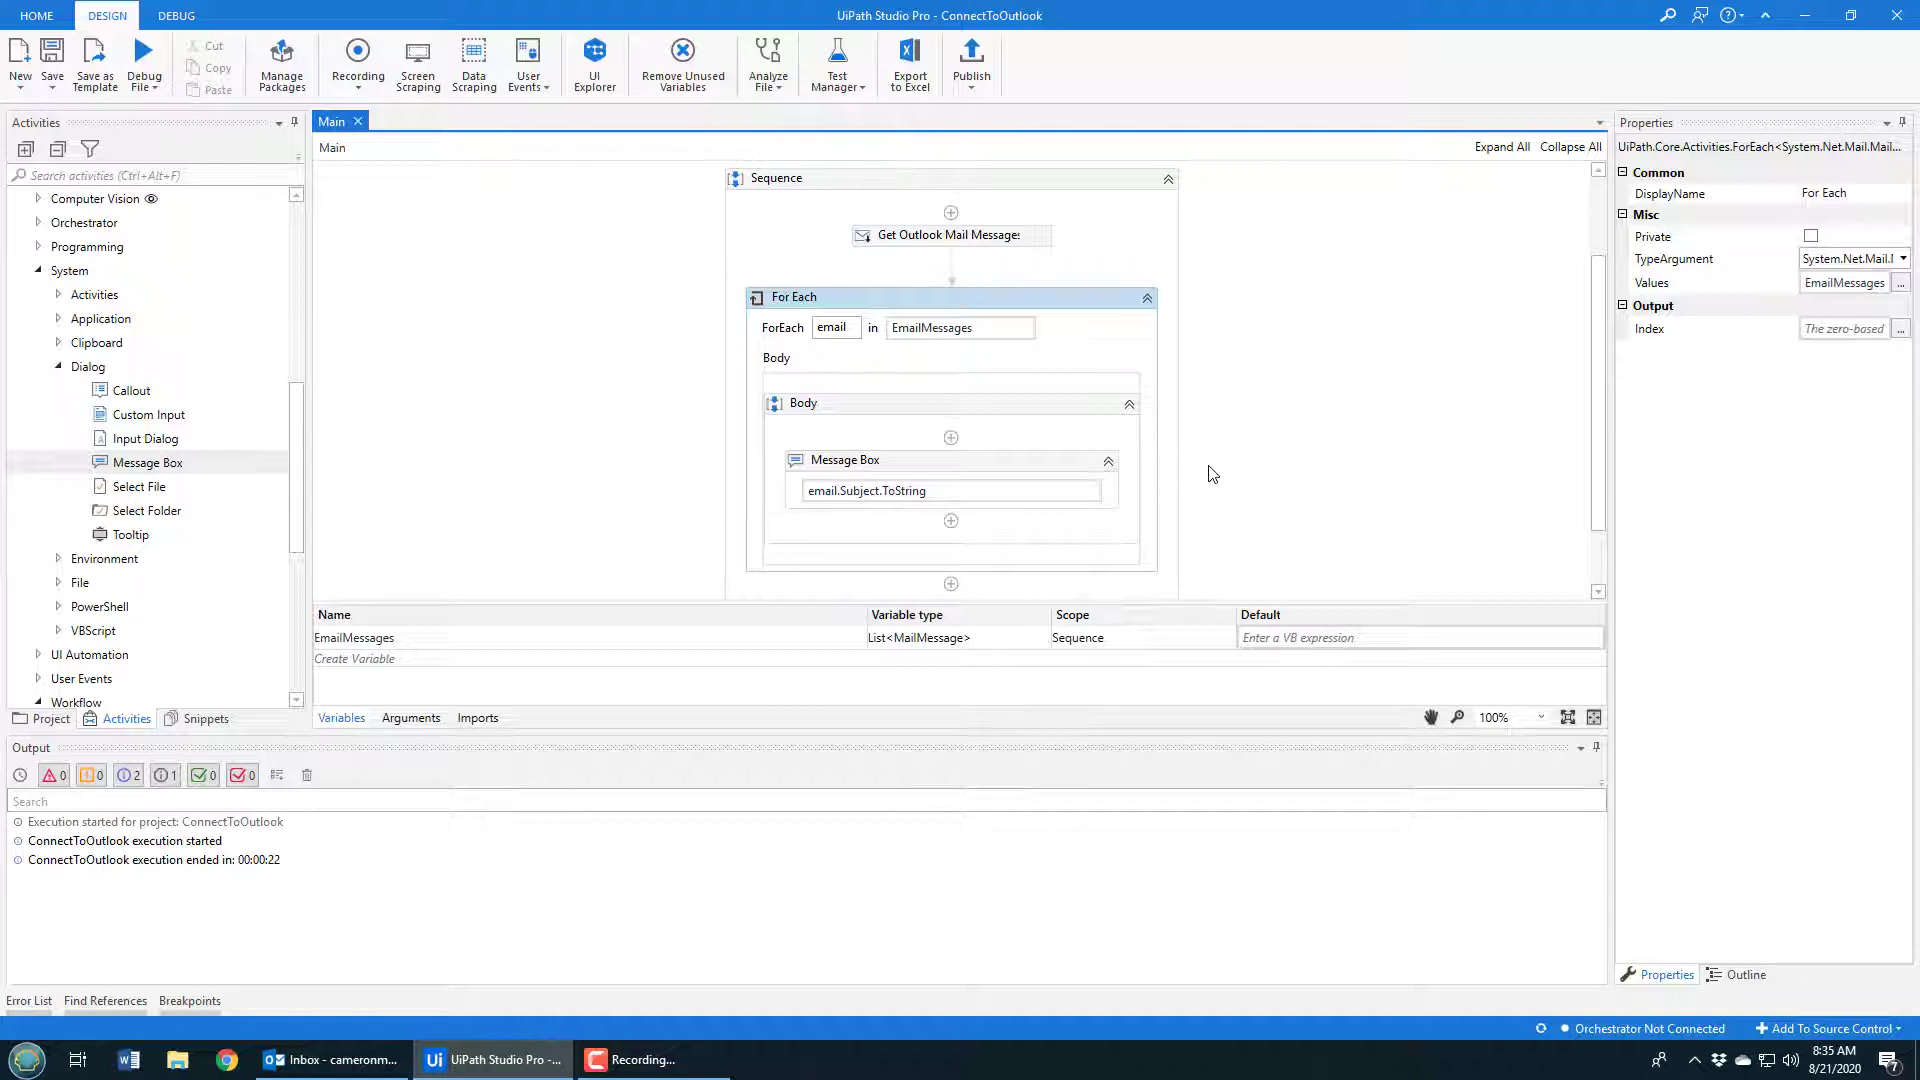 HOME DESIGN DEBUG UiPath Studio Pro - ConnectToOutlook
New Save Save as Template Debug File Cut Copy Paste Manage Packages Recording Screen Scraping Data Scraping User Events UI Explorer Remove Unused Variables Analyze File Test Manager Export to Excel Publish
Activities
Search activities (Ctrl+Alt+F)
Computer Vision
Orchestrator
Programming
System
Activities
Application
Clipboard
Dialog
Callout
Custom Input
Input Dialog
Message Box
Select File
Select Folder
Tooltip
Environment
File
PowerShell
VBScript
UI Automation
User Events
Workflow
Project Activities Snippets
Main
Main Expand All Collapse All
Sequence
Get Outlook Mail Messages
For Each
ForEach email in EmailMessages
Body
Body
Message Box
email.Subject.ToString
Name Variable type Scope Default
EmailMessages List<MailMessage> Sequence Enter a VB expression
Create Variable
Variables Arguments Imports 100%
Properties
UiPath.Core.Activities.ForEach<System.Net.Mail.Mail...
Common
DisplayName For Each
Misc
Private
TypeArgument System.Net.Mail.
Values EmailMessages ...
Output
Index The zero-based ...
Properties Outline
Output
0 0 2 1 0 0
Search
Execution started for project: ConnectToOutlook
ConnectToOutlook execution started
ConnectToOutlook execution ended in: 00:00:22
Error List Find References Breakpoints
Orchestrator Not Connected Add To Source Control
Inbox - cameronm... Ui UiPath Studio Pro -... Recording...
8:35 AM
8/21/2020
7